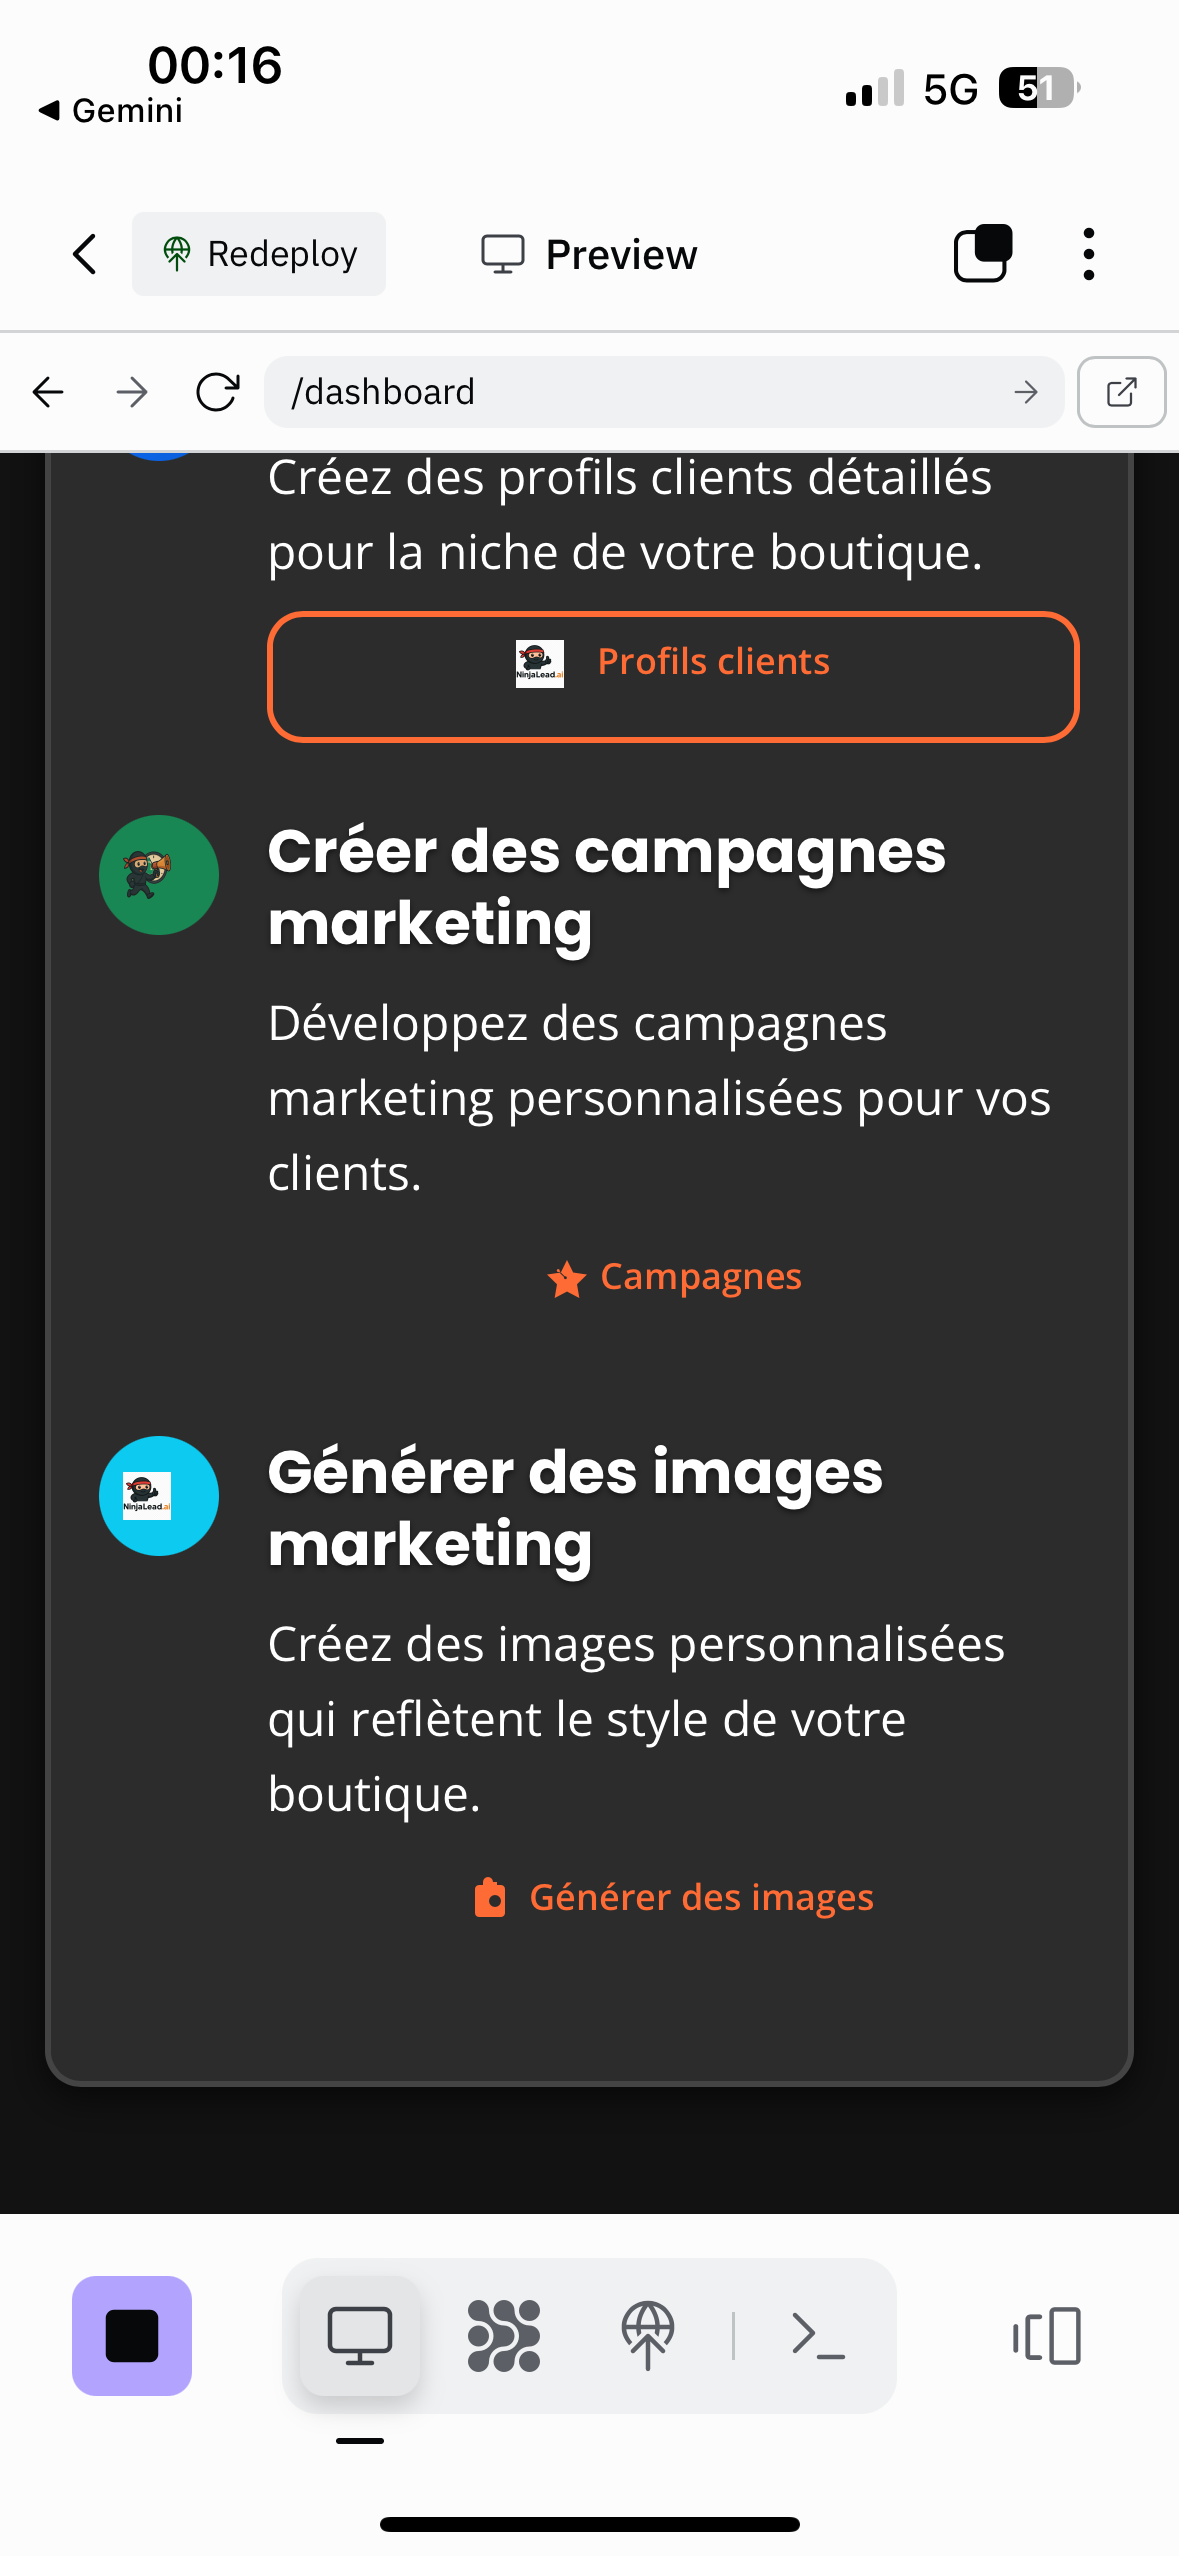 00:16
Gemini
5G
51
Redeploy
Preview
/dashboard
Créez des profils clients détaillés
pour la niche de votre boutique.
NinjaLead.ai
Profils clients
Créer des campagnes
marketing
Développez des campagnes
marketing personnalisées pour vos
clients.
Campagnes
NinjaLead.ai
Générer des images
marketing
Créez des images personnalisées
qui reflètent le style de votre
boutique.
Générer des images